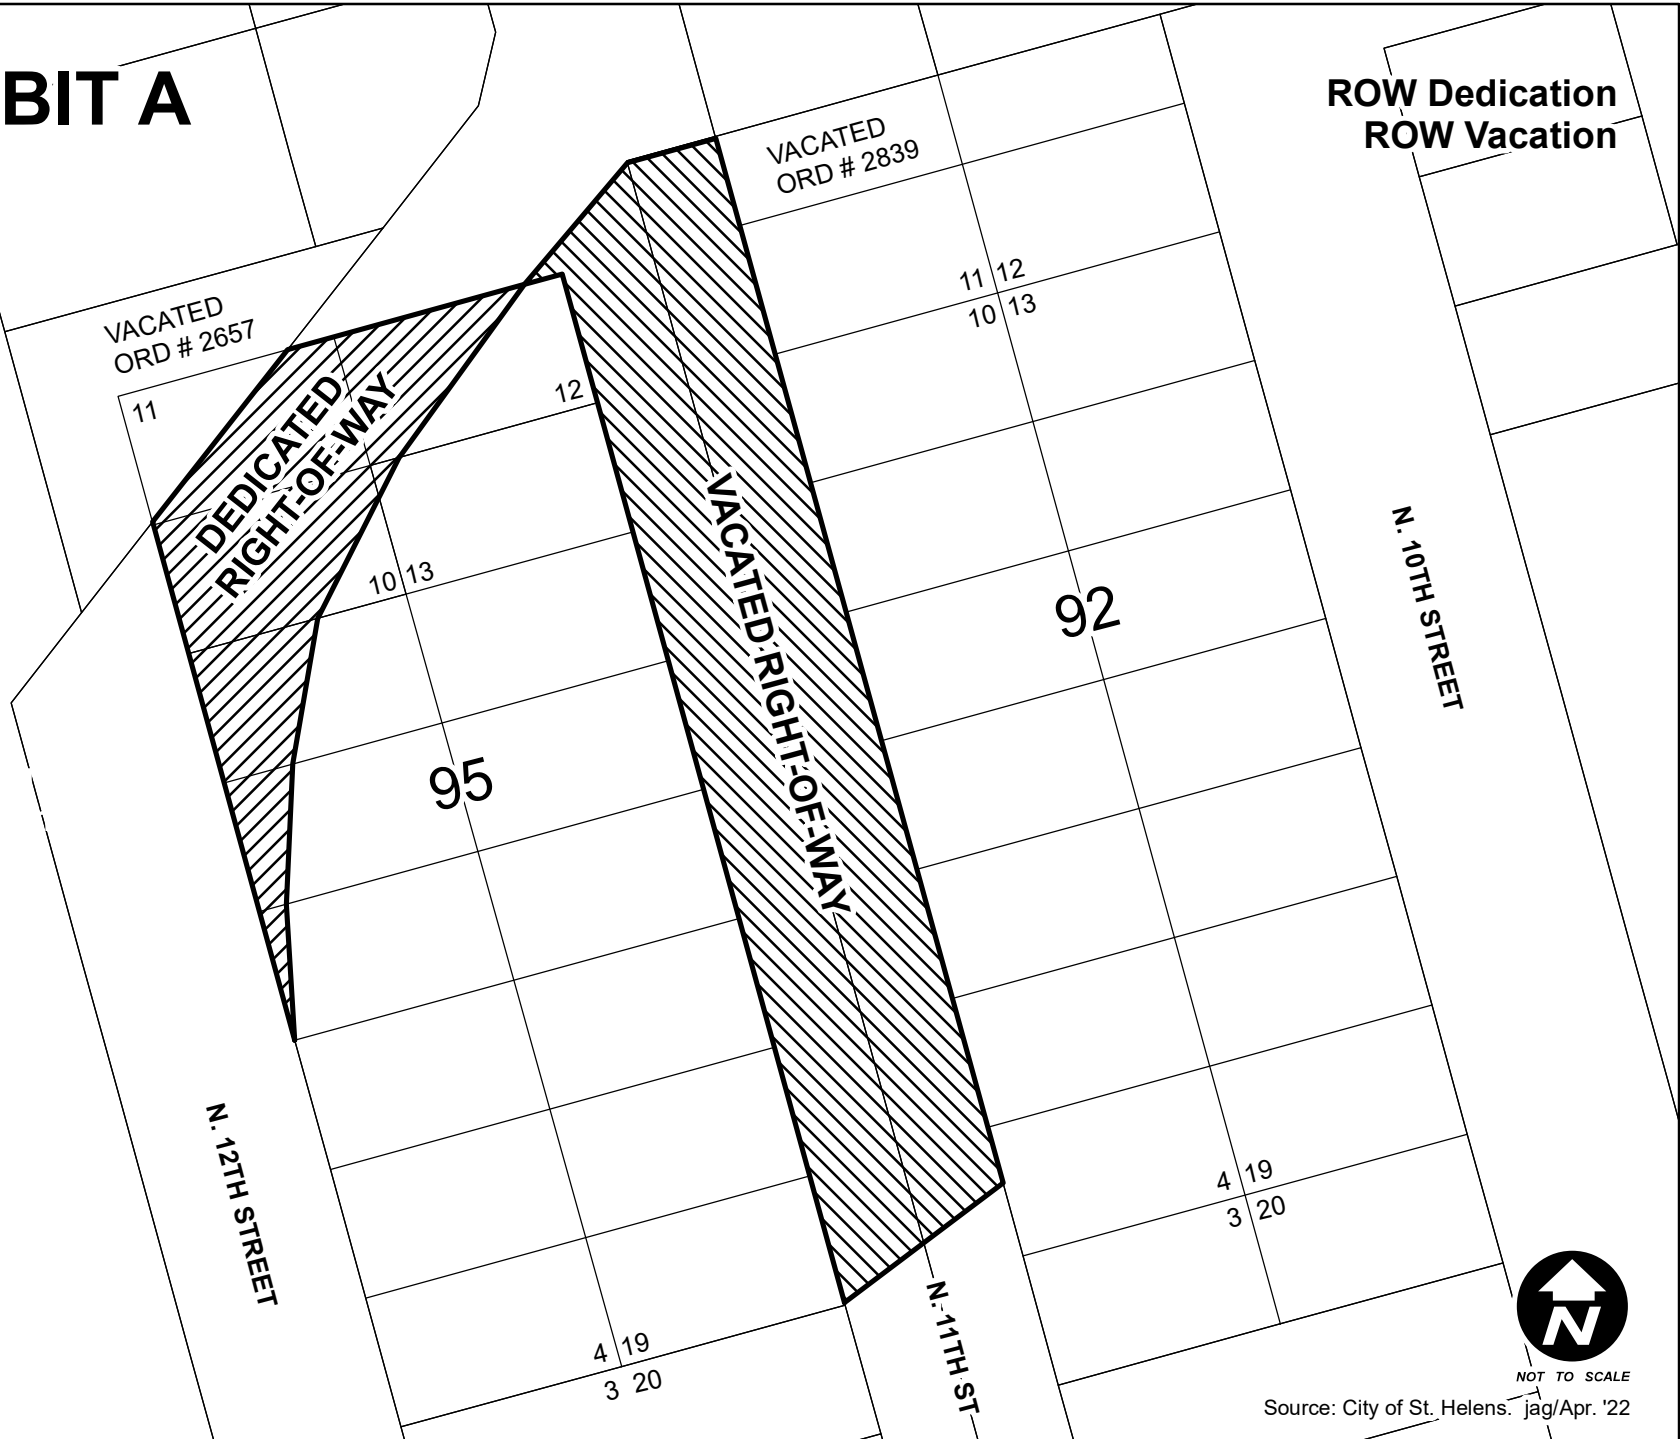 BIT A
ROW Dedication
ROW Vacation
VACATED
ORD # 2839
VACATED
ORD # 2657
11
12
DEDICATED
RIGHT-OF-WAY
10 13
95
VACATED RIGHT-OF-WAY
11 12
10 13
92
N. 10TH STREET
N. 12TH STREET
4 19
3 20
N. 11TH ST
4 19
3 20
N
NOT TO SCALE
Source: City of St. Helens. jag/Apr. '22